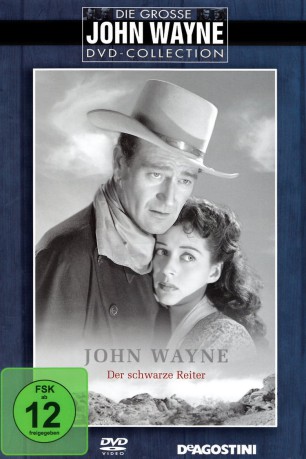 DIE GROSSE
JOHN WAYNE
DVD-COLLECTION
JOHN WAYNE
Der schwarze Reiter
FSK
ab
12
freigegeben
DVD
VIDEO
DeAGOSTINI